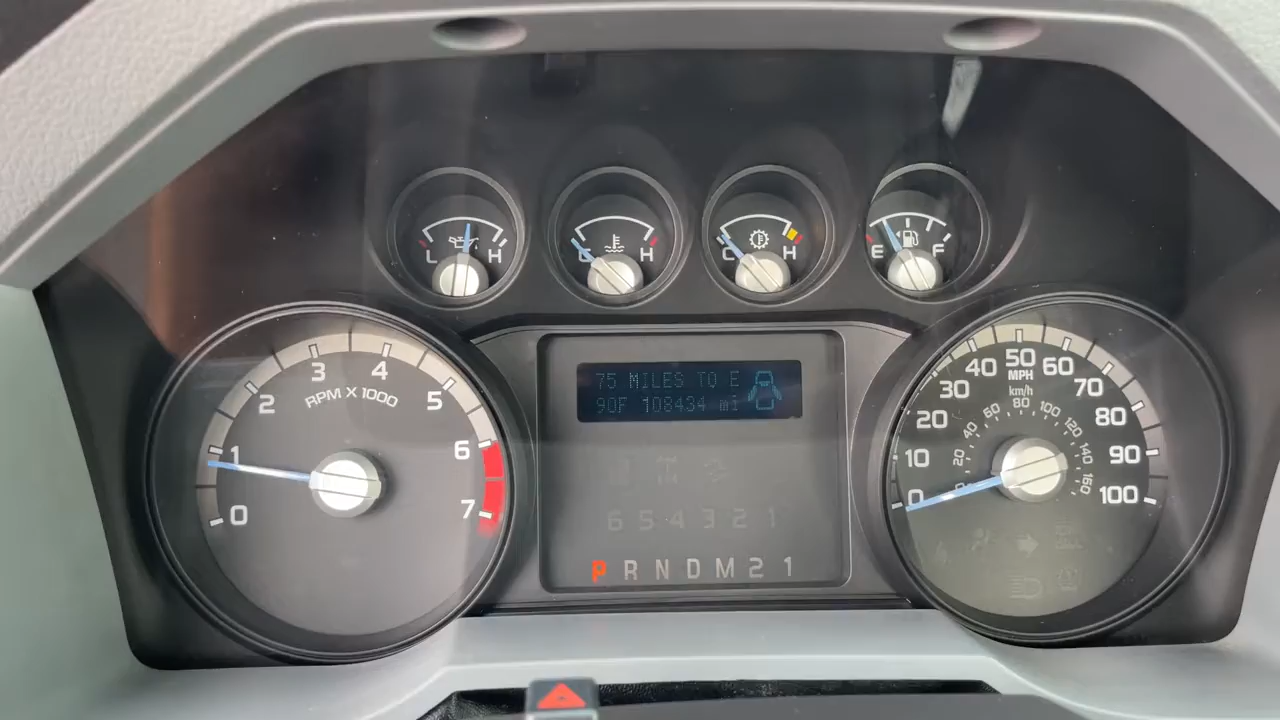 L H
C H
C H
E F
0 1 2 3 4 5 6 7
RPM X 1000
75 MILES TO E
90F 108434 mi
6 5 4 3 2 1
P R N D M 2 1
0 10 20 30 40 50 60 70 80 90 100
MPH
km/h
20 40 60 80 100 120 140 160